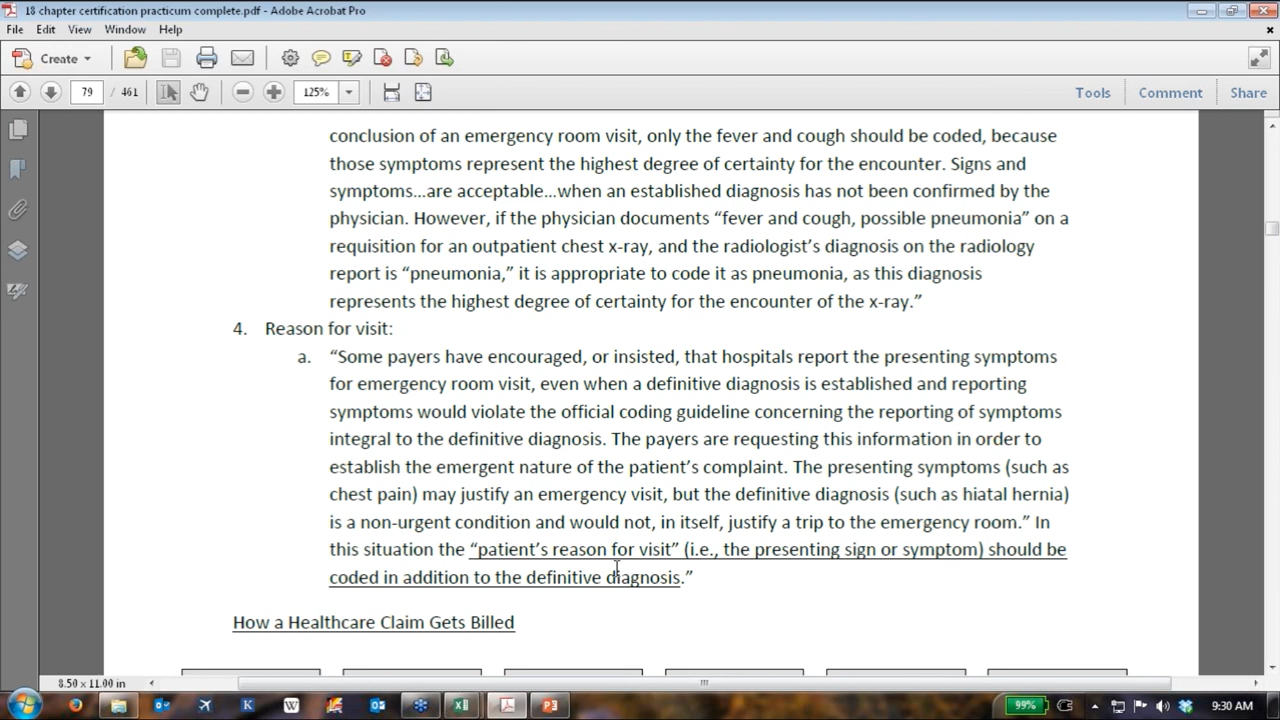 18 chapter certification practicum complete.pdf - Adobe Acrobat Pro
File Edit View Window Help
Create
79 / 461 125% Tools Comment Share
conclusion of an emergency room visit, only the fever and cough should be coded, because
those symptoms represent the highest degree of certainty for the encounter. Signs and
symptoms...are acceptable...when an established diagnosis has not been confirmed by the
physician. However, if the physician documents “fever and cough, possible pneumonia” on a
requisition for an outpatient chest x-ray, and the radiologist’s diagnosis on the radiology
report is “pneumonia,” it is appropriate to code it as pneumonia, as this diagnosis
represents the highest degree of certainty for the encounter of the x-ray.”
4. Reason for visit:
a. “Some payers have encouraged, or insisted, that hospitals report the presenting symptoms
for emergency room visit, even when a definitive diagnosis is established and reporting
symptoms would violate the official coding guideline concerning the reporting of symptoms
integral to the definitive diagnosis. The payers are requesting this information in order to
establish the emergent nature of the patient’s complaint. The presenting symptoms (such as
chest pain) may justify an emergency visit, but the definitive diagnosis (such as hiatal hernia)
is a non-urgent condition and would not, in itself, justify a trip to the emergency room.” In
this situation the “patient’s reason for visit” (i.e., the presenting sign or symptom) should be
coded in addition to the definitive diagnosis.”
How a Healthcare Claim Gets Billed
8.50 x 11.00 in
99% 9:30 AM